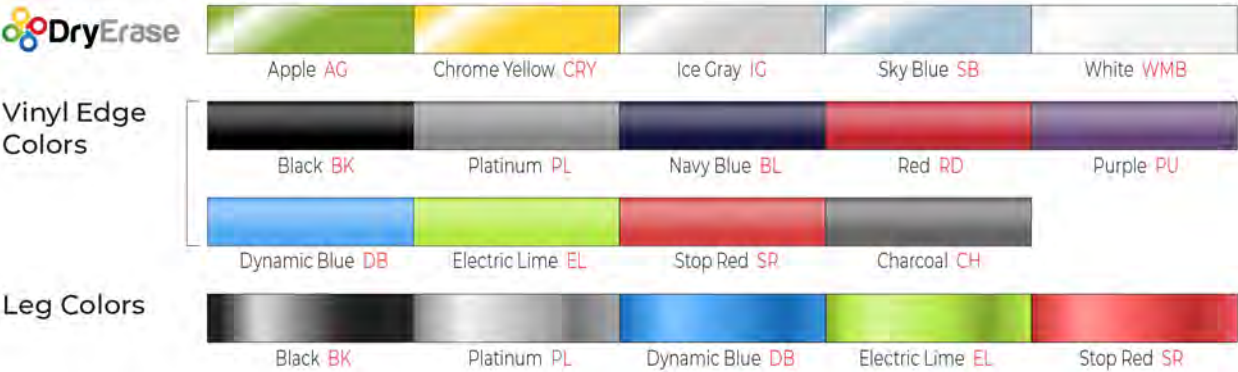 DryErase
Apple AG Chrome Yellow CRY Ice Gray IG Sky Blue SB White WMB
Vinyl Edge
Colors
Black BK Platinum PL Navy Blue BL Red RD Purple PU
Dynamic Blue DB Electric Lime EL Stop Red SR Charcoal CH
Leg Colors
Black BK Platinum PL Dynamic Blue DB Electric Lime EL Stop Red SR